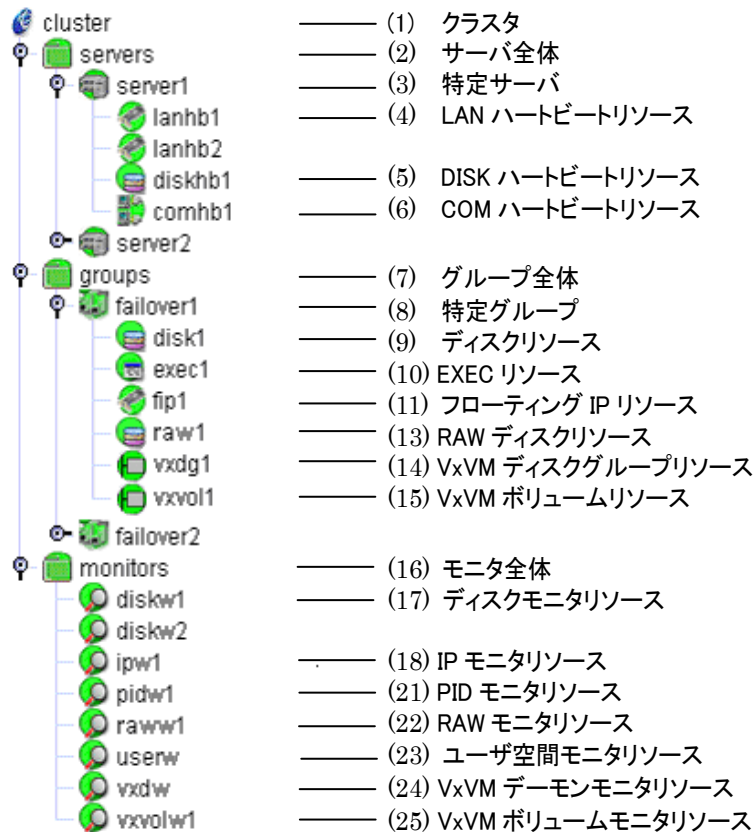 cluster (1) クラスタ
servers (2) サーバ全体
server1 (3) 特定サーバ
lanhb1 (4) LAN ハートビートリソース
lanhb2
diskhb1 (5) DISK ハートビートリソース
comhb1 (6) COM ハートビートリソース
server2
groups (7) グループ全体
failover1 (8) 特定グループ
disk1 (9) ディスクリソース
exec1 (10) EXEC リソース
fip1 (11) フローティング IP リソース
raw1 (13) RAW ディスクリソース
vxdg1 (14) VxVM ディスクグループリソース
vxvol1 (15) VxVM ボリュームリソース
failover2
monitors (16) モニタ全体
diskw1 (17) ディスクモニタリソース
diskw2
ipw1 (18) IP モニタリソース
pidw1 (21) PID モニタリソース
raww1 (22) RAW モニタリソース
userw (23) ユーザ空間モニタリソース
vxdw (24) VxVM デーモンモニタリソース
vxvolw1 (25) VxVM ボリュームモニタリソース